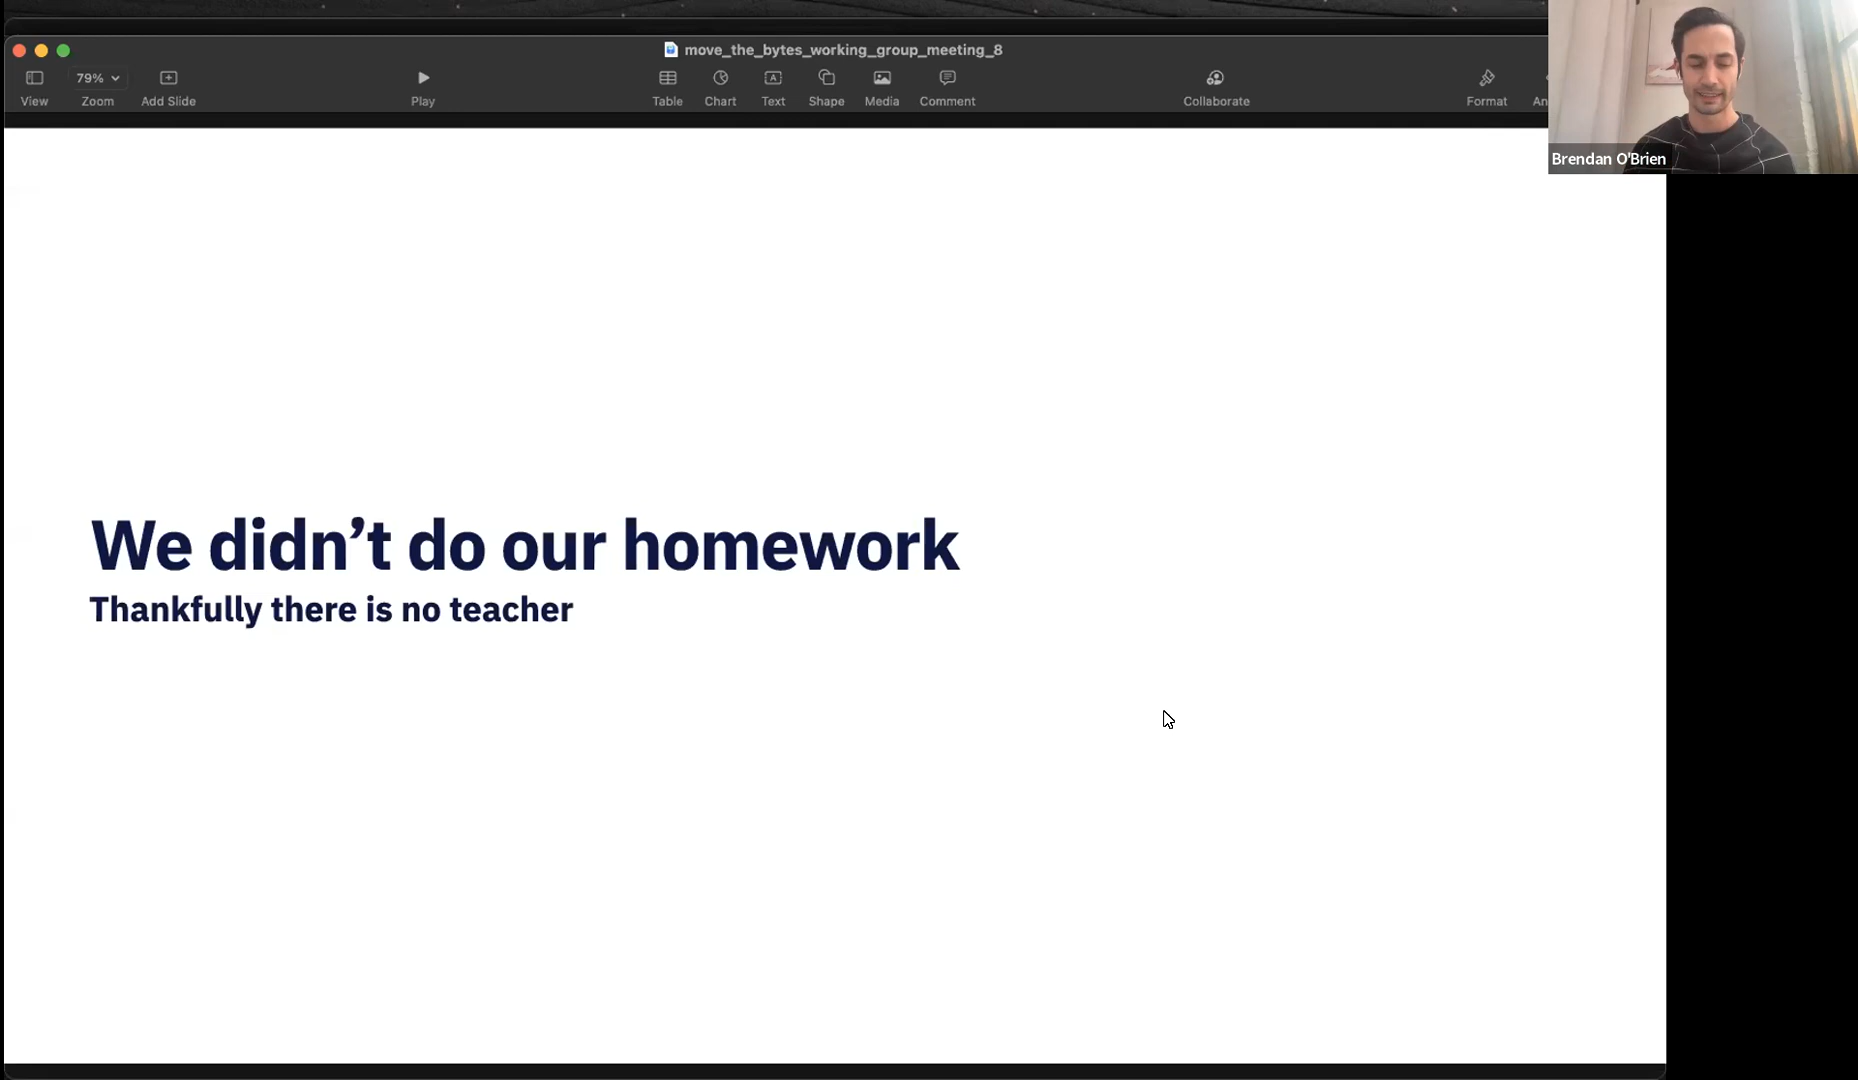 move_the_bytes_working_group_meeting_8
79%
View Zoom Add Slide Play Table Chart Text Shape Media Comment Collaborate Format An
Brendan O'Brien
We didn’t do our homework
Thankfully there is no teacher